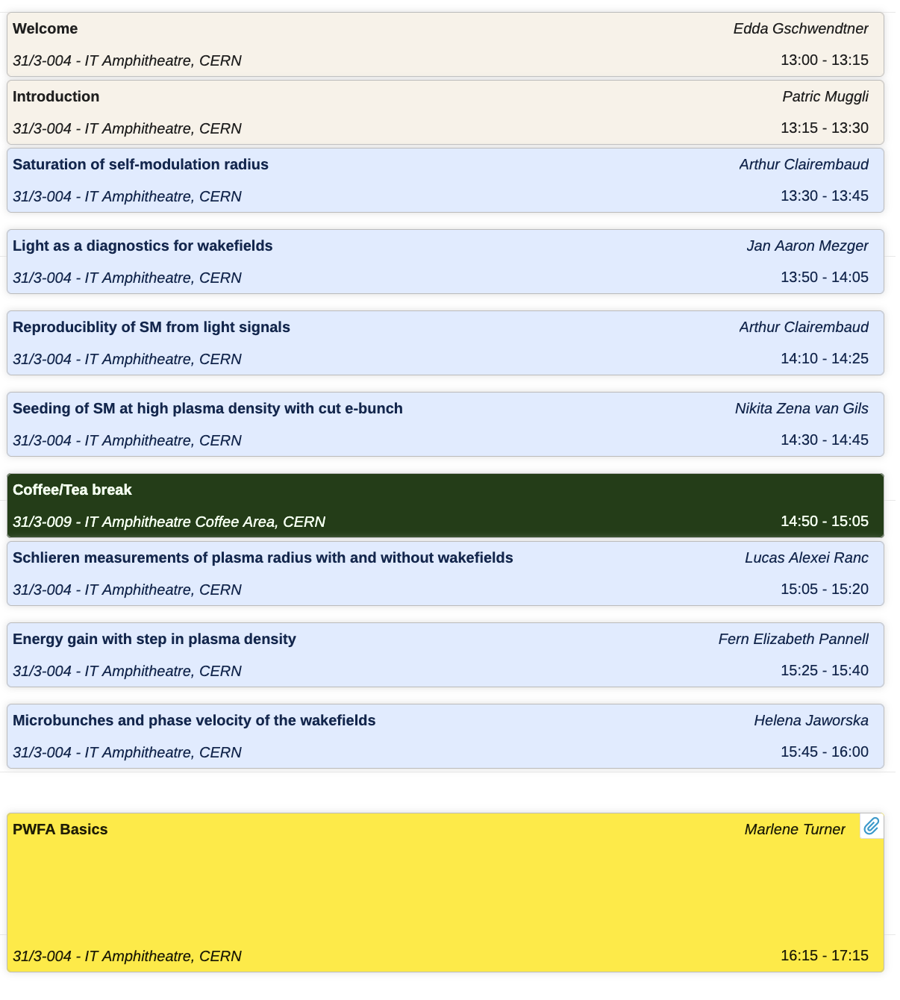 Welcome Edda Gschwendtner
31/3-004 - IT Amphitheatre, CERN 13:00 - 13:15
Introduction Patric Muggli
31/3-004 - IT Amphitheatre, CERN 13:15 - 13:30
Saturation of self-modulation radius Arthur Clairembaud
31/3-004 - IT Amphitheatre, CERN 13:30 - 13:45
Light as a diagnostics for wakefields Jan Aaron Mezger
31/3-004 - IT Amphitheatre, CERN 13:50 - 14:05
Reproduciblity of SM from light signals Arthur Clairembaud
31/3-004 - IT Amphitheatre, CERN 14:10 - 14:25
Seeding of SM at high plasma density with cut e-bunch Nikita Zena van Gils
31/3-004 - IT Amphitheatre, CERN 14:30 - 14:45
Coffee/Tea break
31/3-009 - IT Amphitheatre Coffee Area, CERN 14:50 - 15:05
Schlieren measurements of plasma radius with and without wakefields Lucas Alexei Ranc
31/3-004 - IT Amphitheatre, CERN 15:05 - 15:20
Energy gain with step in plasma density Fern Elizabeth Pannell
31/3-004 - IT Amphitheatre, CERN 15:25 - 15:40
Microbunches and phase velocity of the wakefields Helena Jaworska
31/3-004 - IT Amphitheatre, CERN 15:45 - 16:00
PWFA Basics Marlene Turner
31/3-004 - IT Amphitheatre, CERN 16:15 - 17:15